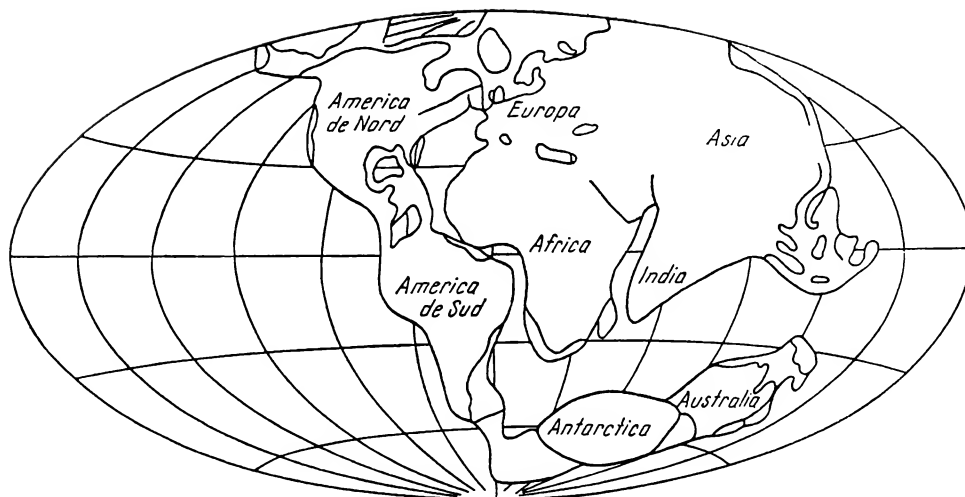 America
de Nord
Europa
Asia
Africa
India
America
de Sud
Australia
Antarctica